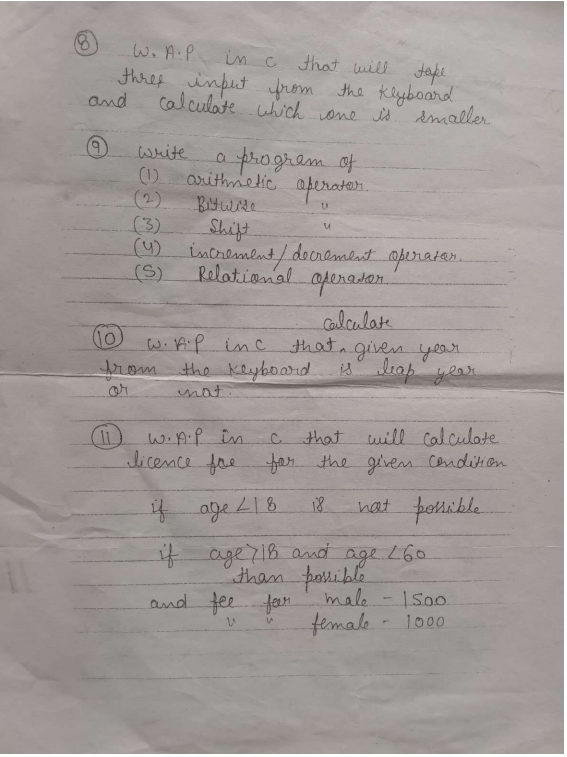 ⑧ W.A.P in c that will tape
three input from the keyboard
and calculate which one is smaller
⑨ write a program of
(1) arithmetic operator.
(2) Bitwise "
(3) Shift "
(4) increment/decrement operator.
(5) Relational operator
calculate
⑩ W.A.P in c that ‸ given year
from the keyboard is leap year
or not.
⑪ W.A.P in c that will calculate
licence fee for the given condition
if age <18 is not possible
if age >18 and age <60
than possible
and fee for male - 1500
" " female - 1000